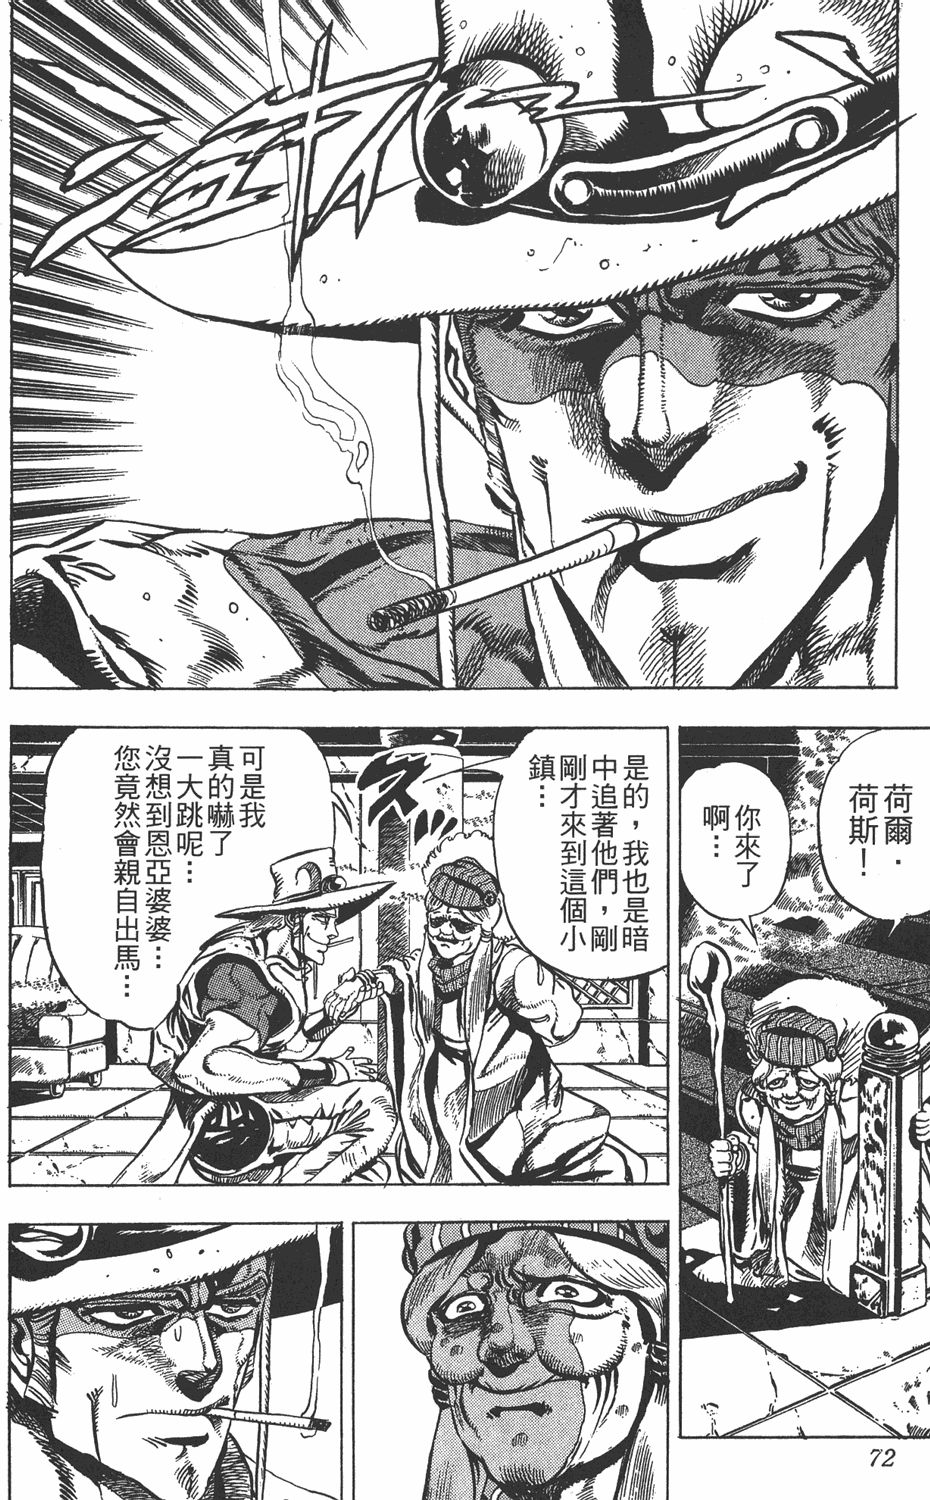 荷爾・
荷斯！
你來了
啊…
是的，我也是暗
中追著他們，剛
剛才來到這個小
鎮…
可是我
真的嚇了
一大跳呢…
沒想到恩亞婆婆…
您竟然會親自出馬…
72